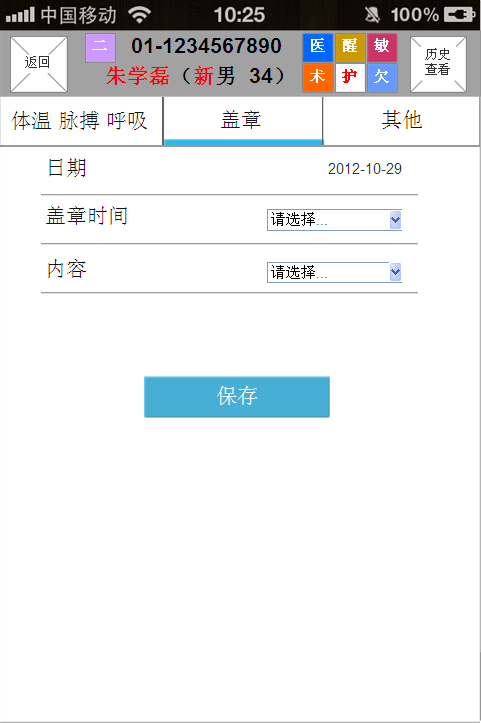 中国移动 10:25 100%
返回 二 01-1234567890 医 醒 敏 历史
查看
朱学磊（新男 34） 术 护 欠
体温 脉搏 呼吸 盖章 其他
日期 2012-10-29
盖章时间 请选择...
内容 请选择...
保存